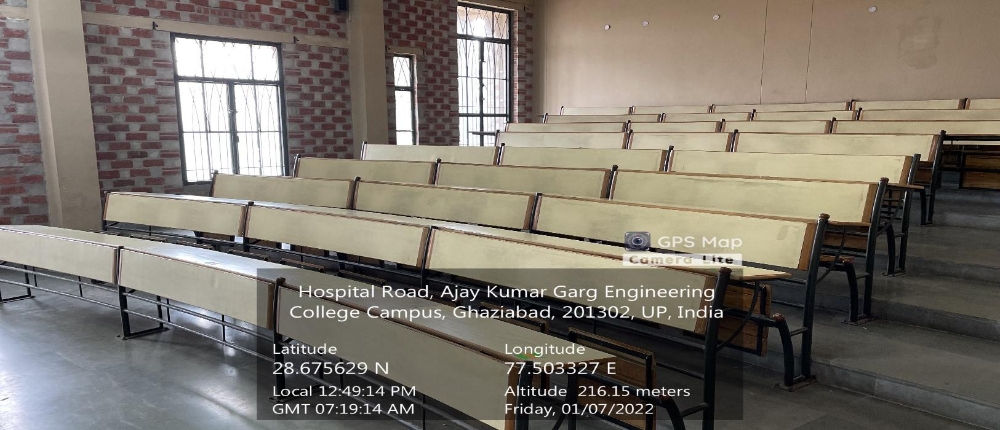 GPS Map
Camera Lite
Hospital Road, Ajay Kumar Garg Engineering
College Campus, Ghaziabad, 201302, UP, India
Latitude
28.675629 N
Longitude
77.503327 E
Local 12:49:14 PM
GMT 07:19:14 AM
Altitude 216.15 meters
Friday, 01/07/2022